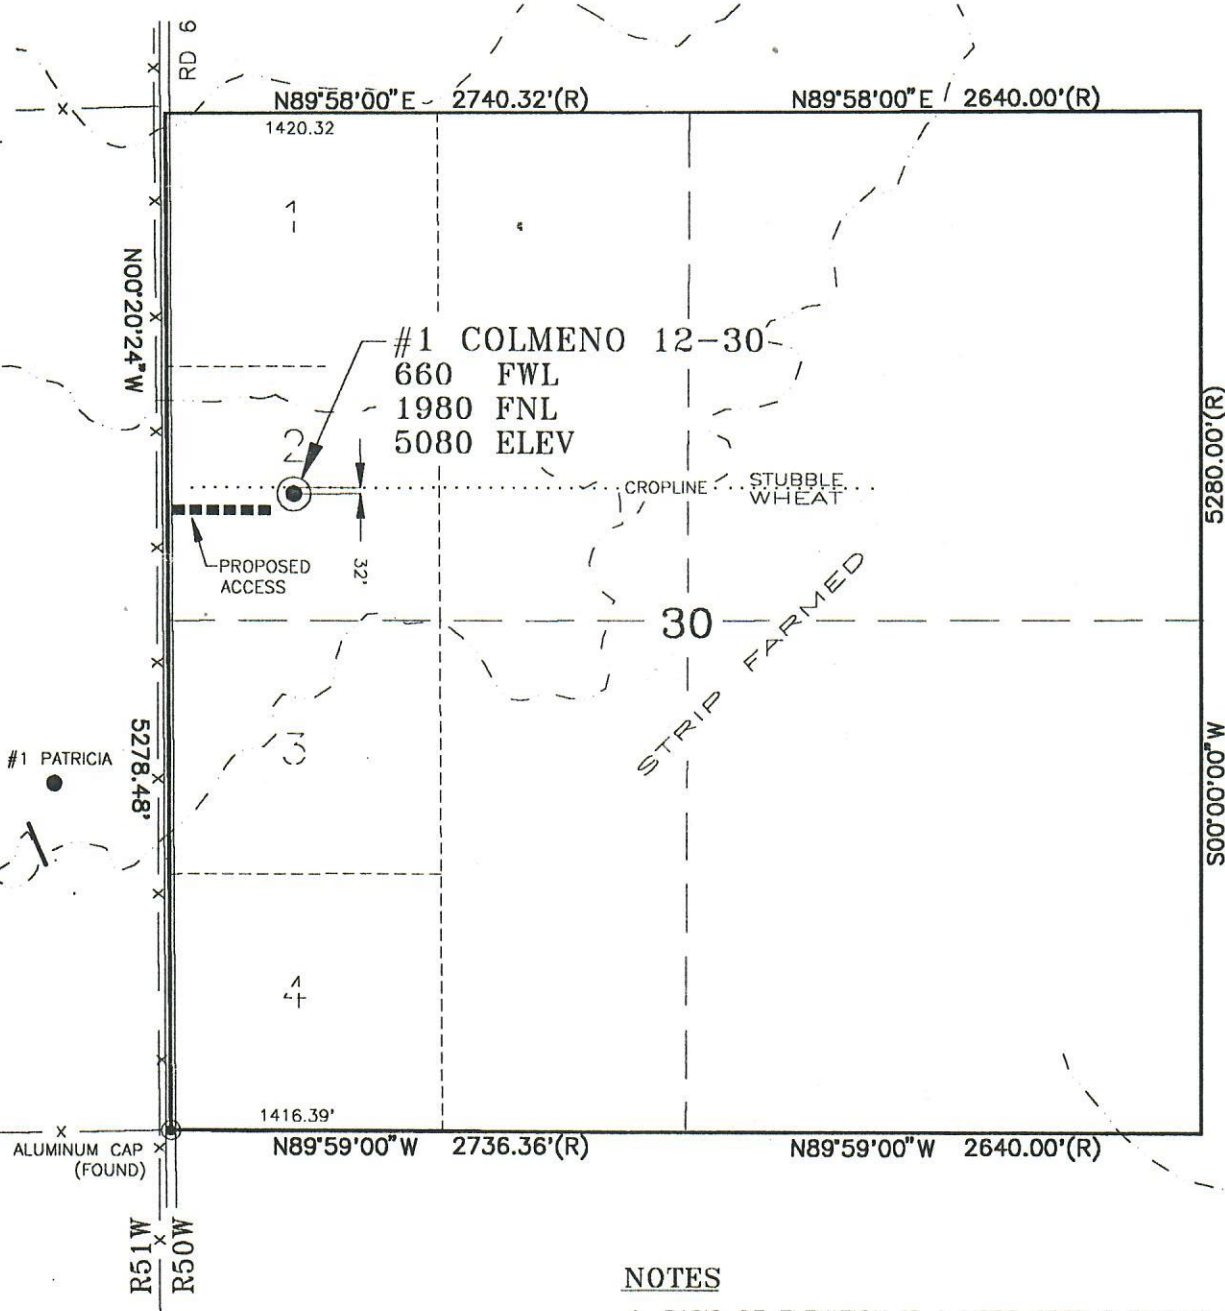 RD 6
N89°58'00"E 2740.32'(R)
N89°58'00"E 2640.00'(R)
1420.32
1
N00°20'24"W
#1 COLMENO 12-30
660 FWL
1980 FNL
5080 ELEV
2
5280.00'(R)
CROPLINE
STUBBLE
WHEAT
PROPOSED
ACCESS
32'
30
STRIP FARMED
5278.48'
#1 PATRICIA
3
S00°00'00"W
4
1416.39'
N89°59'00"W 2736.36'(R)
N89°59'00"W 2640.00'(R)
ALUMINUM CAP
(FOUND)
R51W
R50W
NOTES